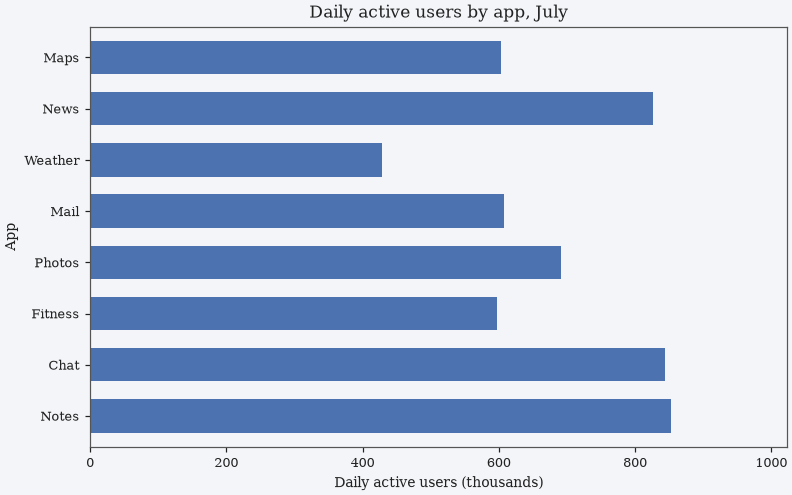 Daily active users by app, July
Maps
News
Weather
Mail
Photos
Fitness
Chat
Notes
App
0 200 400 600 800 1000
Daily active users (thousands)